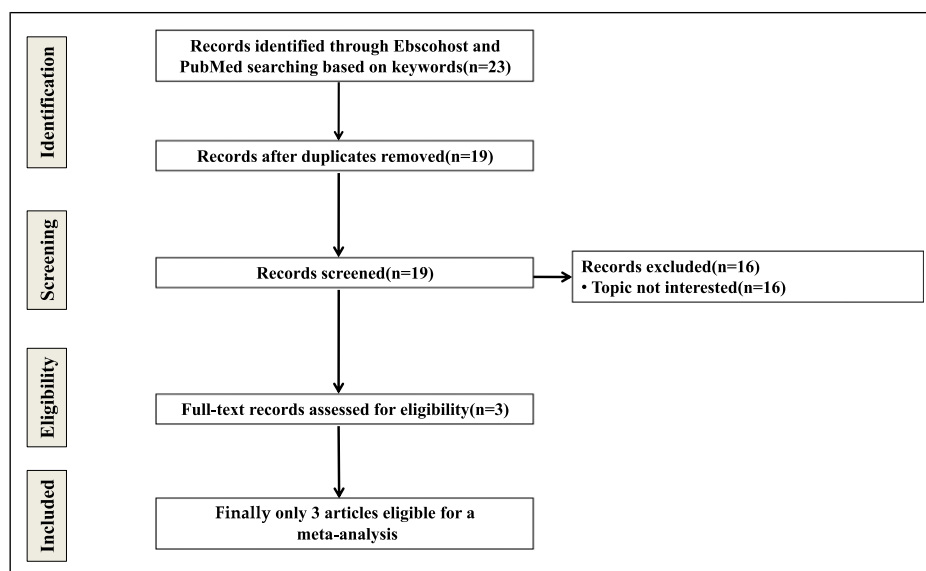 Identification
Records identified through Ebscohost and
PubMed searching based on keywords(n=23)
Records after duplicates removed(n=19)
Screening
Records screened(n=19)
Records excluded(n=16)
• Topic not interested(n=16)
Eligibility
Full-text records assessed for eligibility(n=3)
Included
Finally only 3 articles eligible for a
meta-analysis